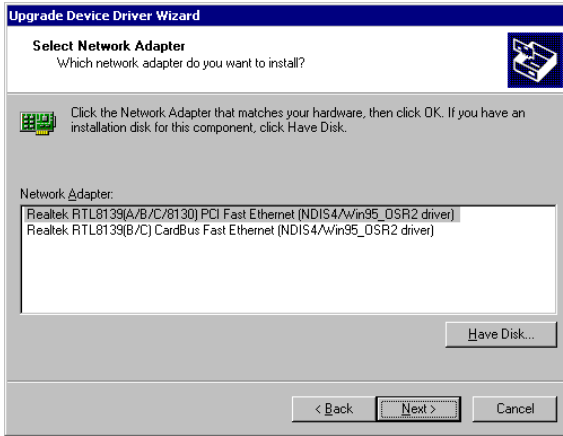 Upgrade Device Driver Wizard
Select Network Adapter
Which network adapter do you want to install?
Click the Network Adapter that matches your hardware, then click OK. If you have an
installation disk for this component, click Have Disk.
Network Adapter:
Realtek RTL8139(A/B/C/8130) PCI Fast Ethernet (NDIS4/Win95_OSR2 driver)
Realtek RTL8139(B/C) CardBus Fast Ethernet (NDIS4/Win95_OSR2 driver)
Have Disk...
< Back Next > Cancel